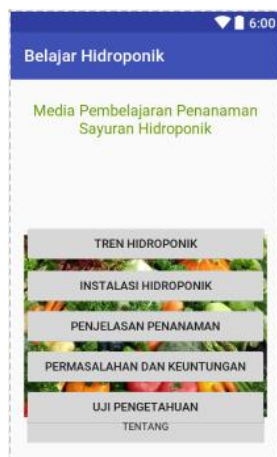 6:00
Belajar Hidroponik
Media Pembelajaran Penanaman
Sayuran Hidroponik
TREN HIDROPONIK
INSTALASI HIDROPONIK
PENJELASAN PENANAMAN
PERMASALAHAN DAN KEUNTUNGAN
UJI PENGETAHUAN
TENTANG